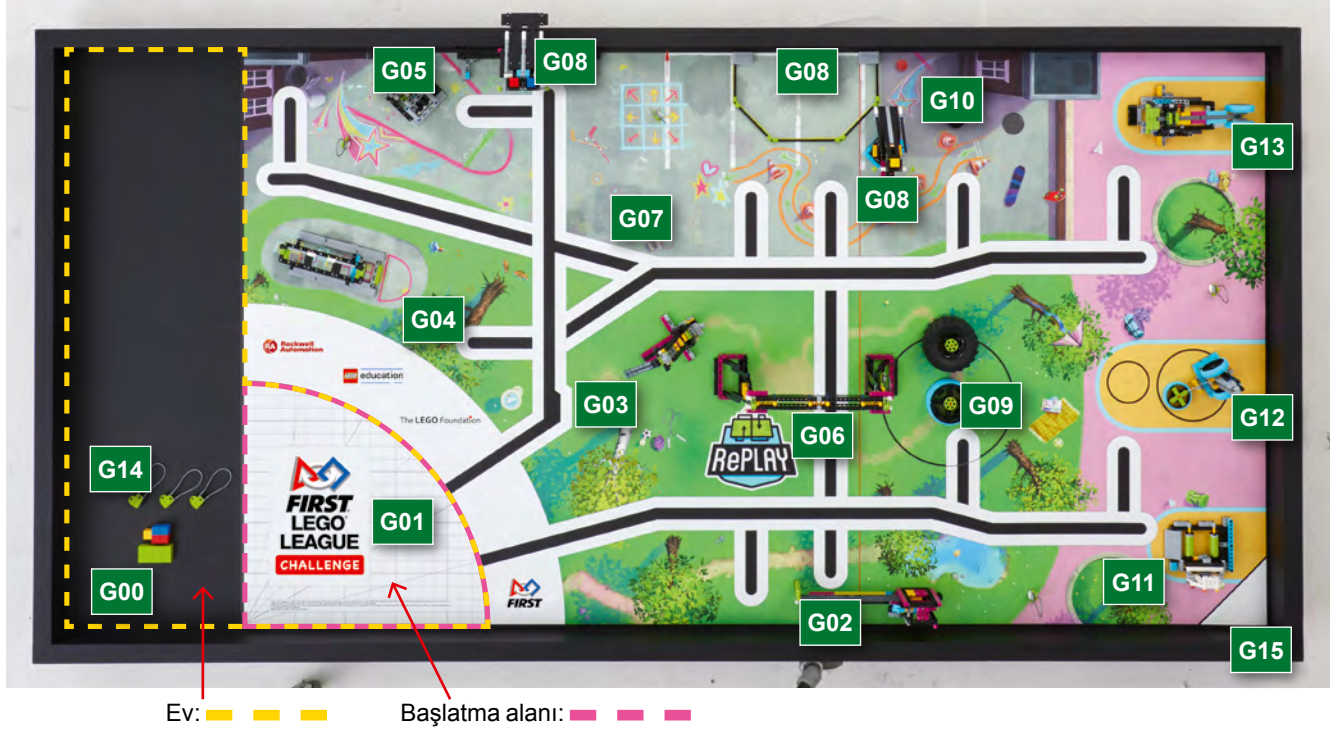 G05
G08
G08
G10
G13
G07
G08
G04
Rockwell
Automation
LEGO education
The LEGO Foundation
G03
G09
G12
G06
RePLAY
G14
FIRST
LEGO
LEAGUE
CHALLENGE
G01
G00
FIRST
G02
G11
G15
Ev:
Başlatma alanı: